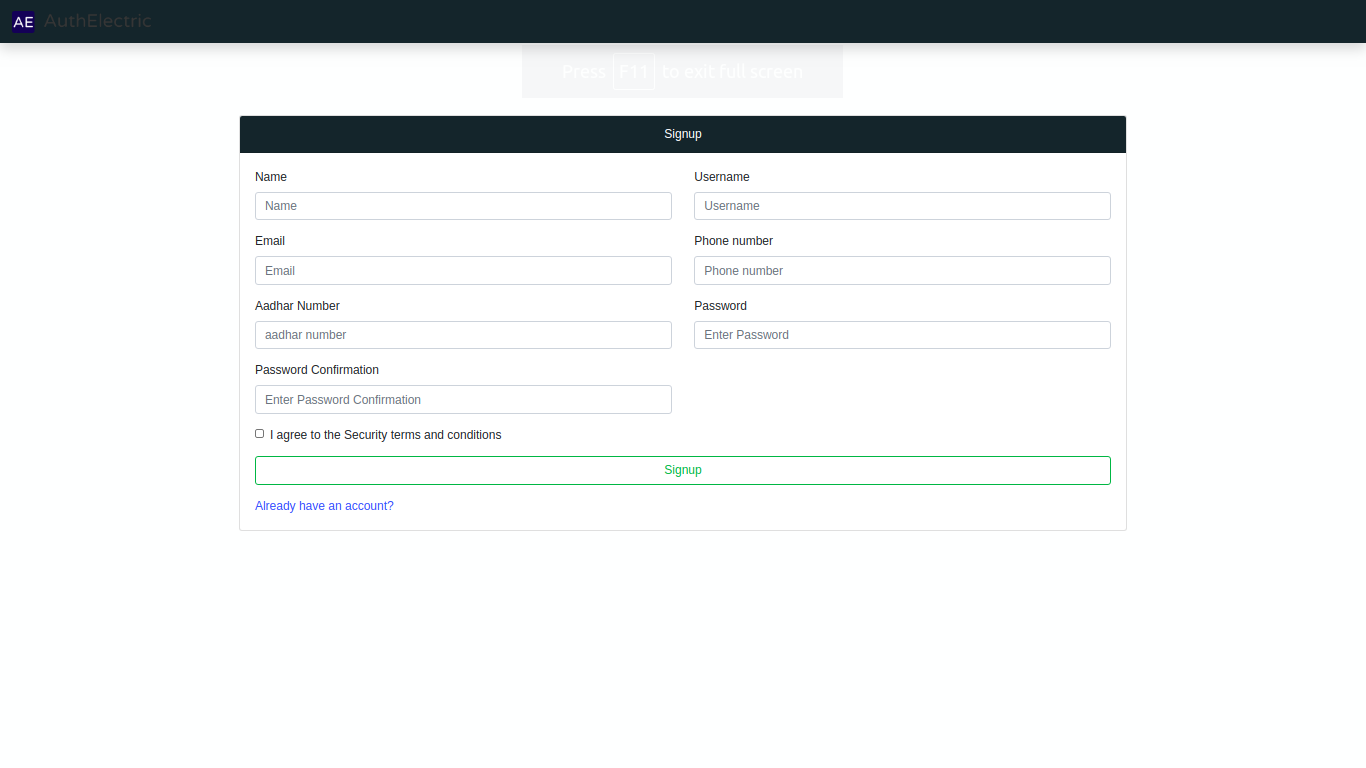 AE AuthElectric
Press F11 to exit full screen
Signup
Name
Username
Name
Username
Email
Phone number
Email
Phone number
Aadhar Number
Password
aadhar number
Enter Password
Password Confirmation
Enter Password Confirmation
I agree to the Security terms and conditions
Signup
Already have an account?